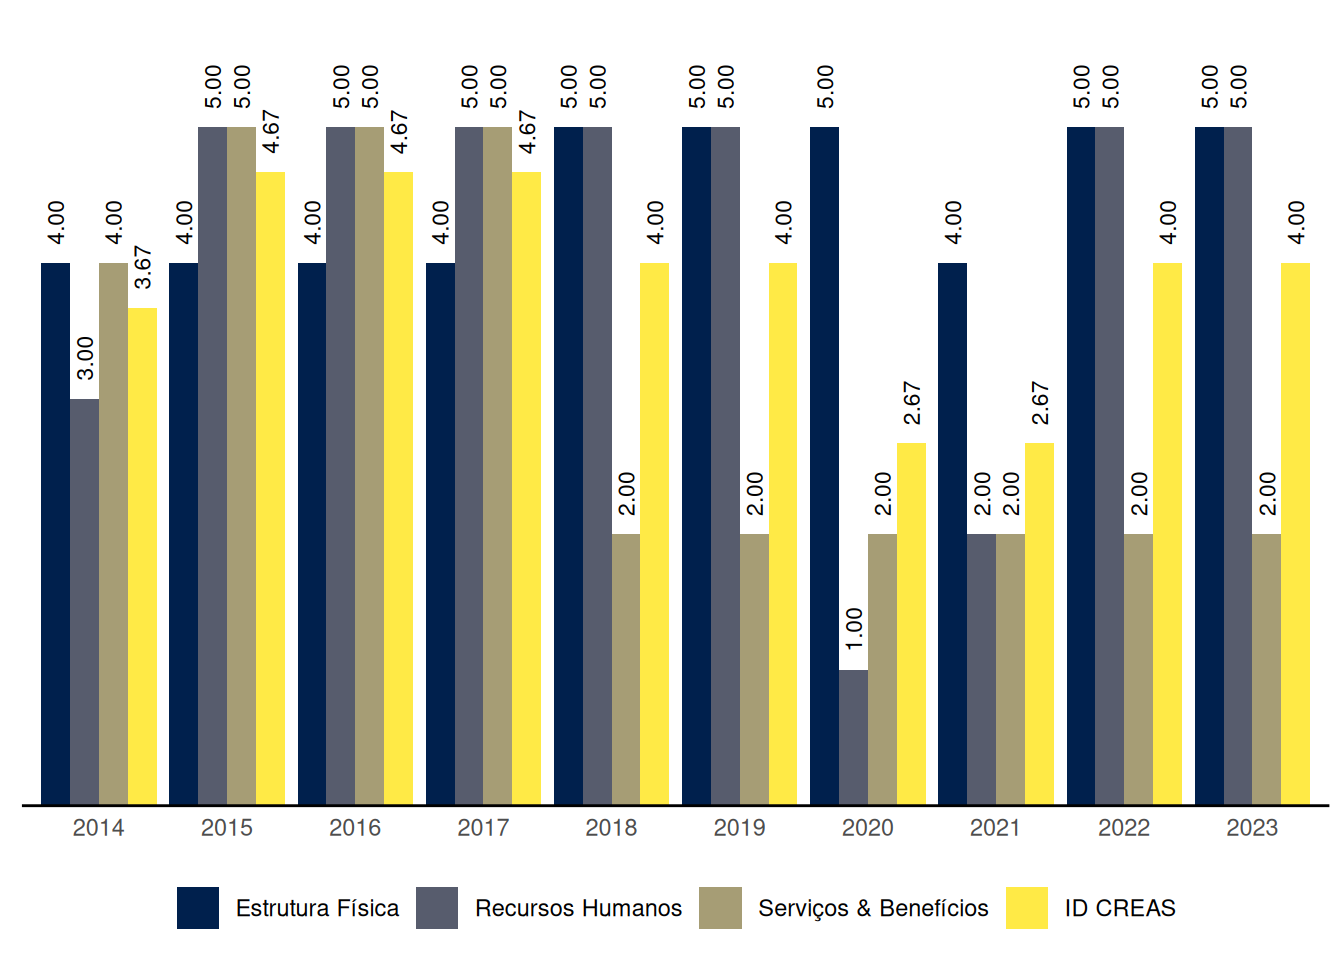 5.00 5.00 5.00 5.00 5.00 5.00 5.00 5.00 5.00 5.00 5.00 5.00 5.00 5.00 5.00
4.67 4.67 4.67
4.00 4.00 4.00 4.00 4.00 4.00 4.00 4.00 4.00 4.00
3.67
3.00
2.67 2.67
2.00 2.00 2.00 2.00 2.00 2.00 2.00
1.00
2014 2015 2016 2017 2018 2019 2020 2021 2022 2023
Estrutura Física Recursos Humanos Serviços & Benefícios ID CREAS